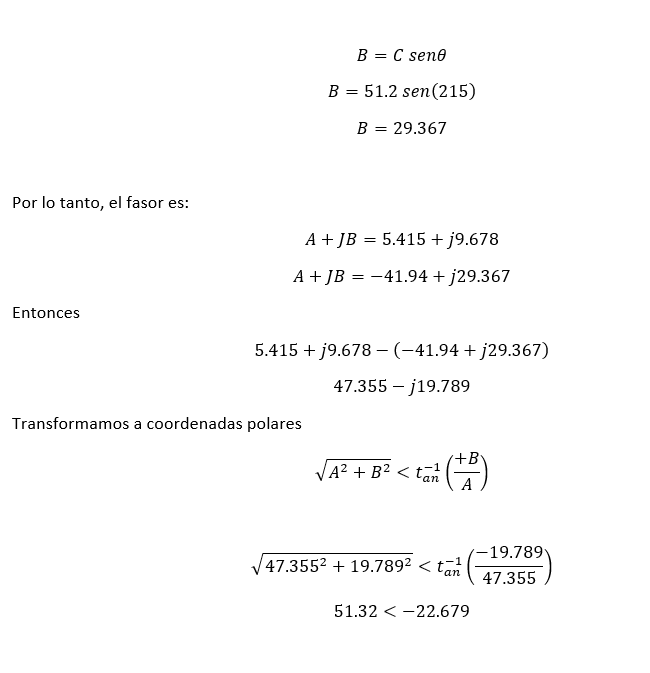 B = C senθ
B = 51.2 sen(215)
B = 29.367
Por lo tanto, el fasor es:
A + JB = 5.415 + j9.678
A + JB = −41.94 + j29.367
Entonces
5.415 + j9.678 − (−41.94 + j29.367)
47.355 − j19.789
Transformamos a coordenadas polares
√(A² + B²) < tₐₙ⁻¹ (+B/A)
√(47.355² + 19.789²) < tₐₙ⁻¹ (−19.789/47.355)
51.32 < −22.679